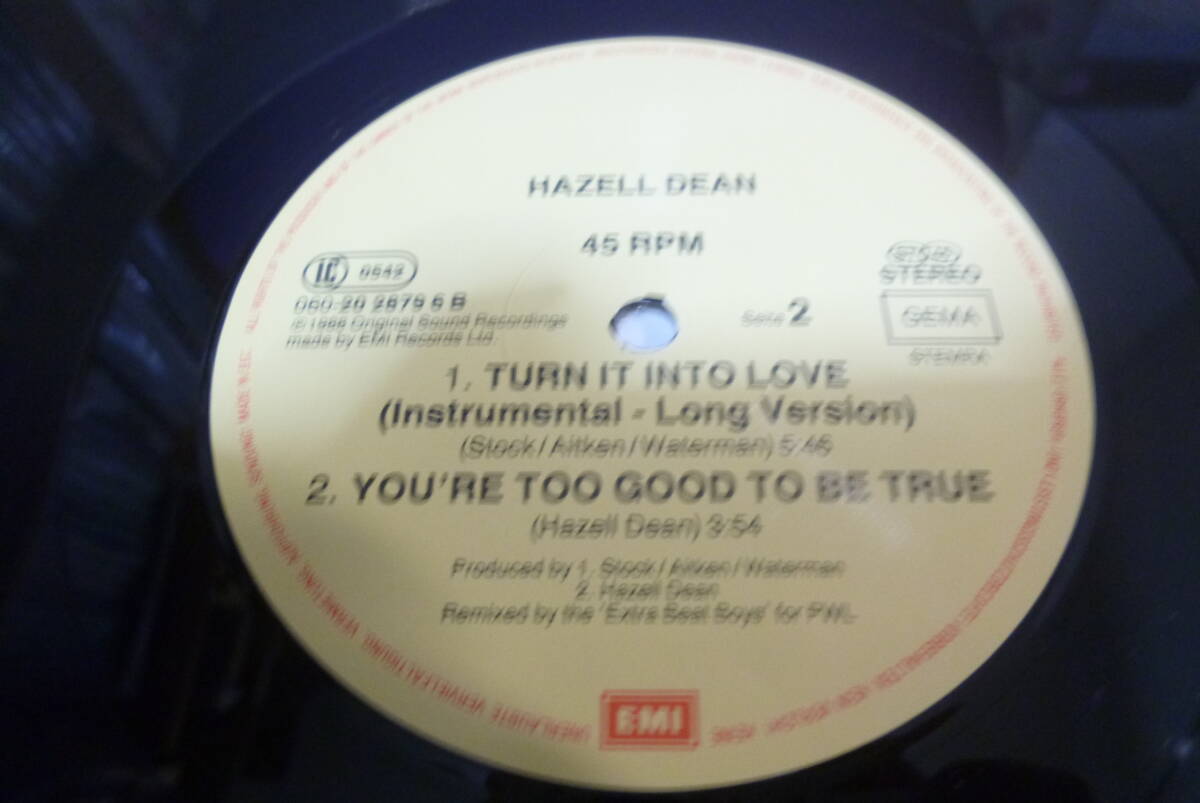 HAZELL DEAN
45 RPM
STEREO
LC 0542
060-20 2879 6 B
GEMA
STEMRA
Seite 2
℗ 1988 Original Sound Recordings
made by EMI Records Ltd.
1. TURN IT INTO LOVE
(Instrumental - Long Version)
(Stock/Aitken/Waterman) 5:46
2. YOU'RE TOO GOOD TO BE TRUE
(Hazell Dean) 3:54
Produced by 1. Stock/Aitken/Waterman
2. Hazell Dean
Remixed by the 'Extra Beat Boys' for PWL
EMI